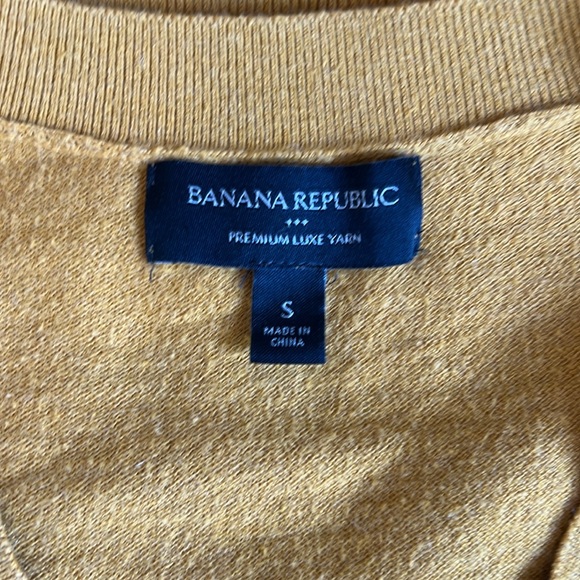 BANANA REPUBLIC
PREMIUM LUXE YARN
S
MADE IN
CHINA